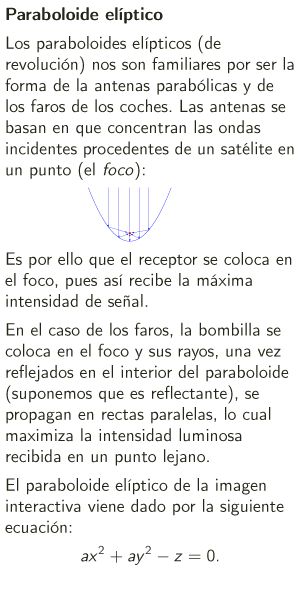 Paraboloide elíptico
Los paraboloides elípticos (de
revolución) nos son familiares por ser la
forma de la antenas parabólicas y de
los faros de los coches. Las antenas se
basan en que concentran las ondas
incidentes procedentes de un satélite en
un punto (el foco):
Es por ello que el receptor se coloca en
el foco, pues así recibe la máxima
intensidad de señal.
En el caso de los faros, la bombilla se
coloca en el foco y sus rayos, una vez
reflejados en el interior del paraboloide
(suponemos que es reflectante), se
propagan en rectas paralelas, lo cual
maximiza la intensidad luminosa
recibida en un punto lejano.
El paraboloide elíptico de la imagen
interactiva viene dado por la siguiente
ecuación:
ax² + ay² − z = 0.